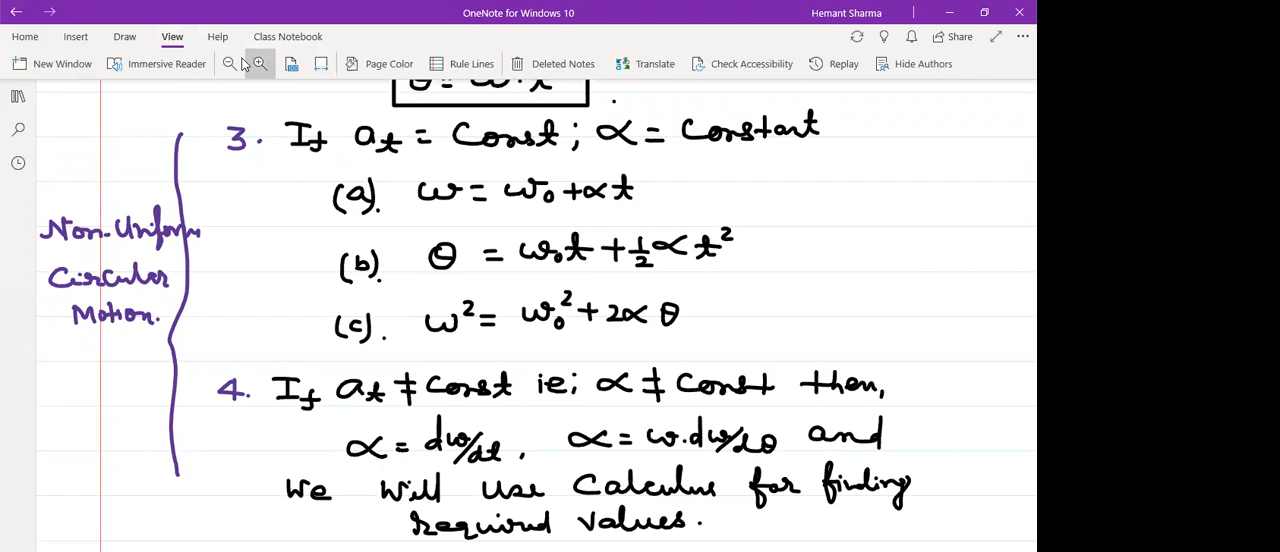 OneNote for Windows 10
Hemant Sharma
Home Insert Draw View Help Class Notebook
Share
New Window Immersive Reader Page Color Rule Lines Deleted Notes Translate Check Accessibility Replay Hide Authors
θ = ω·t
3. If at = Const; α = Constant
(a). ω = ω₀ + αt
(b). θ = ω₀t + 1/2 αt²
Non-Uniform
Circular
Motion.
(c). ω² = ω₀² + 2αθ
4. If at ≠ Const ie; α ≠ Const then,
α = dω/dt, α = ω.dω/dθ and
We will use Calculus for finding
required values.